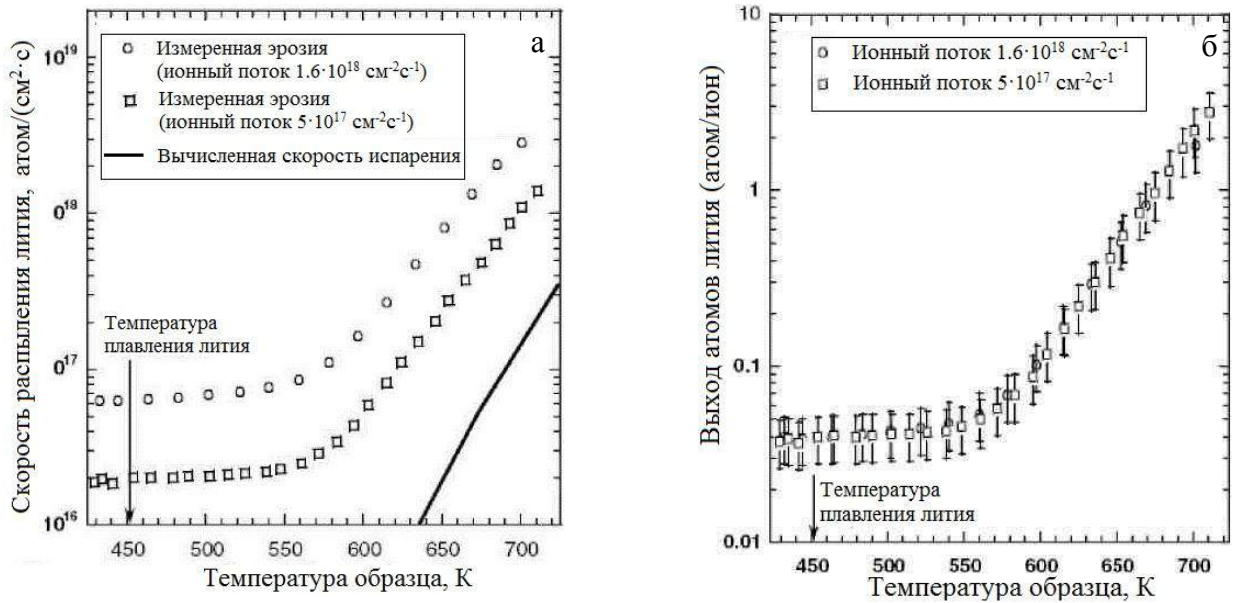 Скорость распыления лития, атом/(см²·с)
0¹⁹
0¹⁸
0¹⁷
10¹⁶
а
Измеренная эрозия
(ионный поток 1.6·10¹⁸ см⁻²с⁻¹)
Измеренная эрозия
(ионный поток 5·10¹⁷ см⁻²с⁻¹)
Вычисленная скорость испарения
Температура
плавления лития
450 500 550 600 650 700
Температура образца, К
Выход атомов лития (атом/ион)
10
1
0.1
0.01
б
Ионный поток 1.6·10¹⁸ см⁻²с⁻¹
Ионный поток 5·10¹⁷ см⁻²с⁻¹
Температура
плавления лития
450 500 550 600 650 700
Температура образца, К